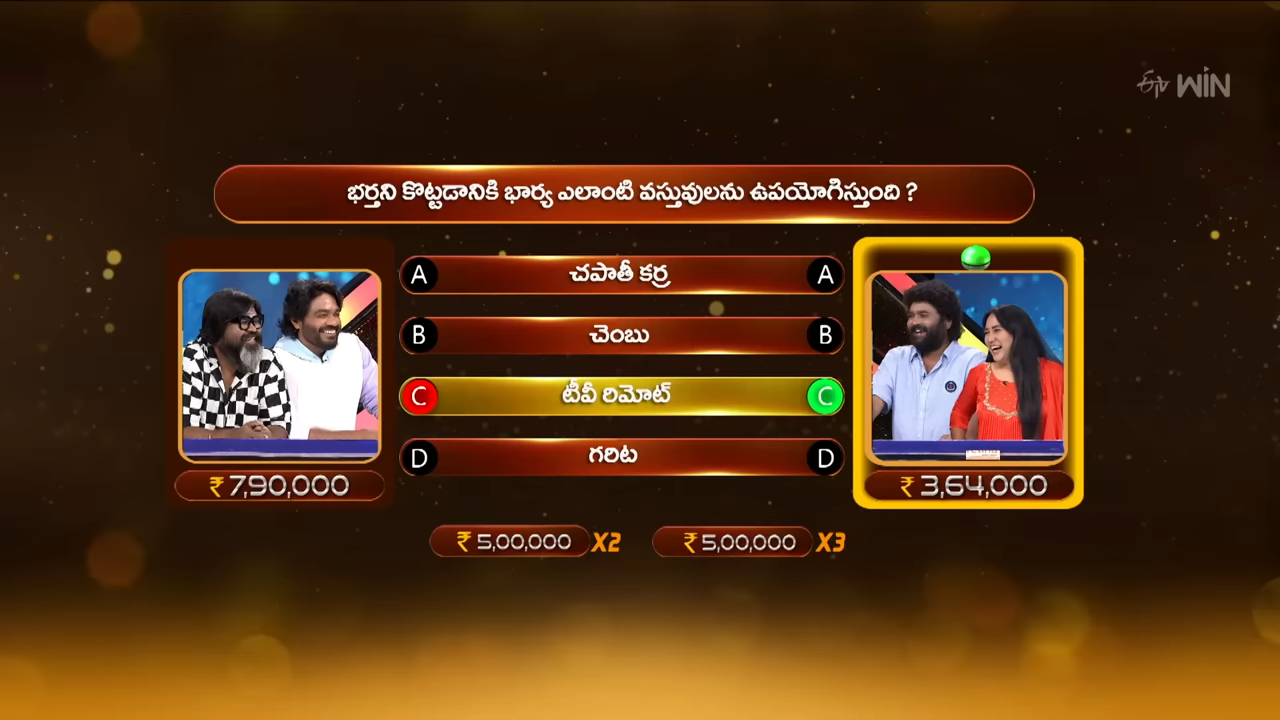 ఈటీవీ WIN
భర్తని కొట్టడానికి భార్య ఎలాంటి వస్తువులను ఉపయోగిస్తుంది ?
A చపాతీ కర్ర A
B చెంబు B
C టీవీ రిమోట్ C
D గరిట D
₹ 7,90,000
₹ 3,64,000
₹ 5,00,000 X2
₹ 5,00,000 X3